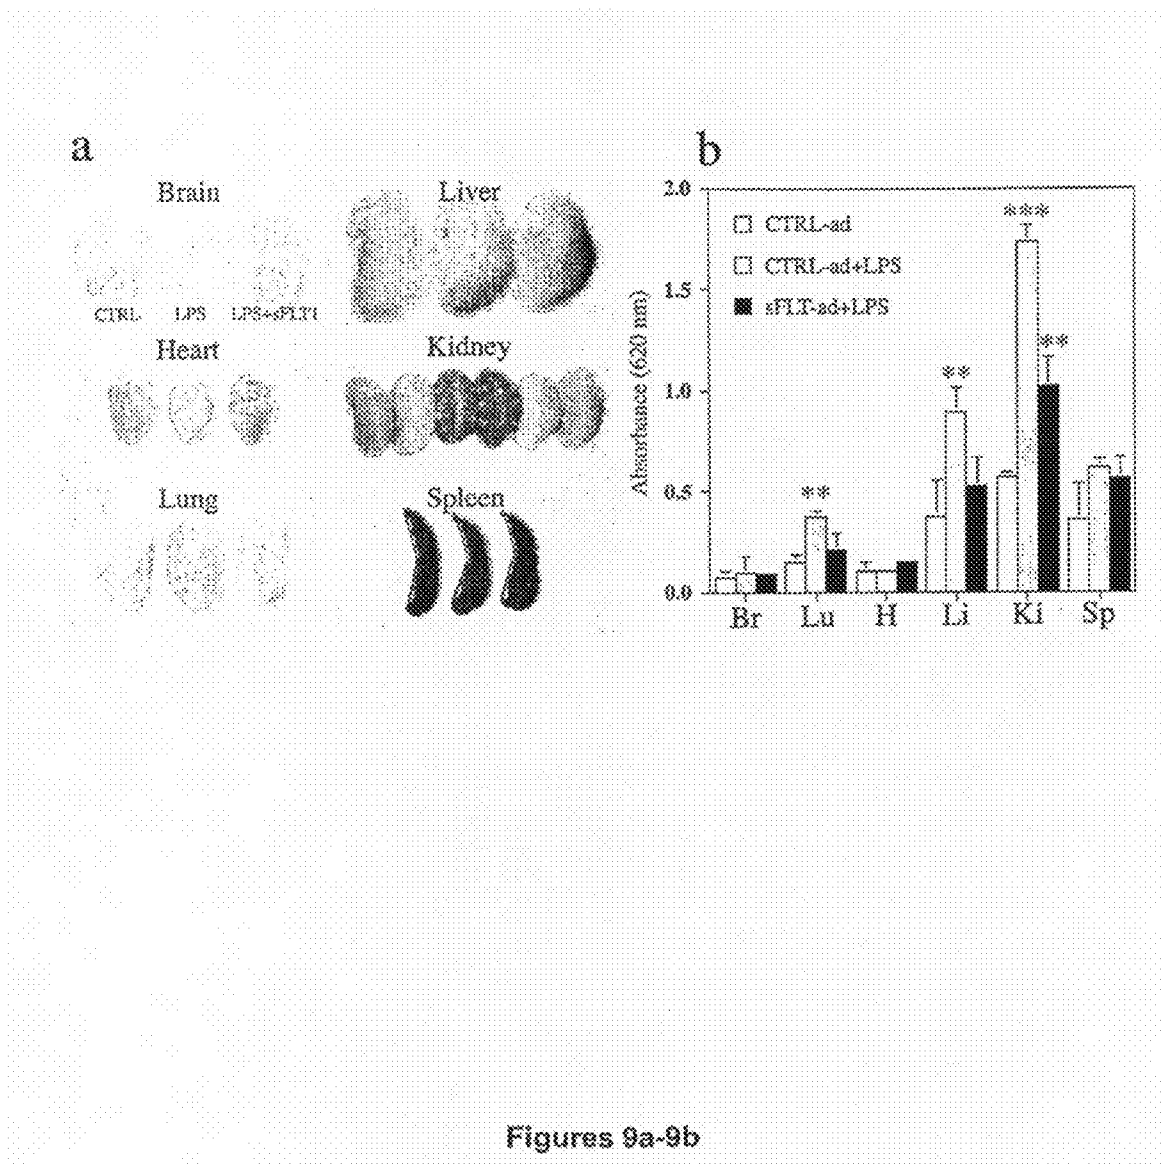 a
Brain
Liver
CTRL LPS LPS+sFLT1
Heart
Kidney
Lung
Spleen
b
2.0
1.5
1.0
0.5
0.0
Absorbance (620 nm)
CTRL-ad
CTRL-ad+LPS
sFLT-ad+LPS
**
**
***
**
Br Lu H Li Ki Sp
Figures 9a-9b